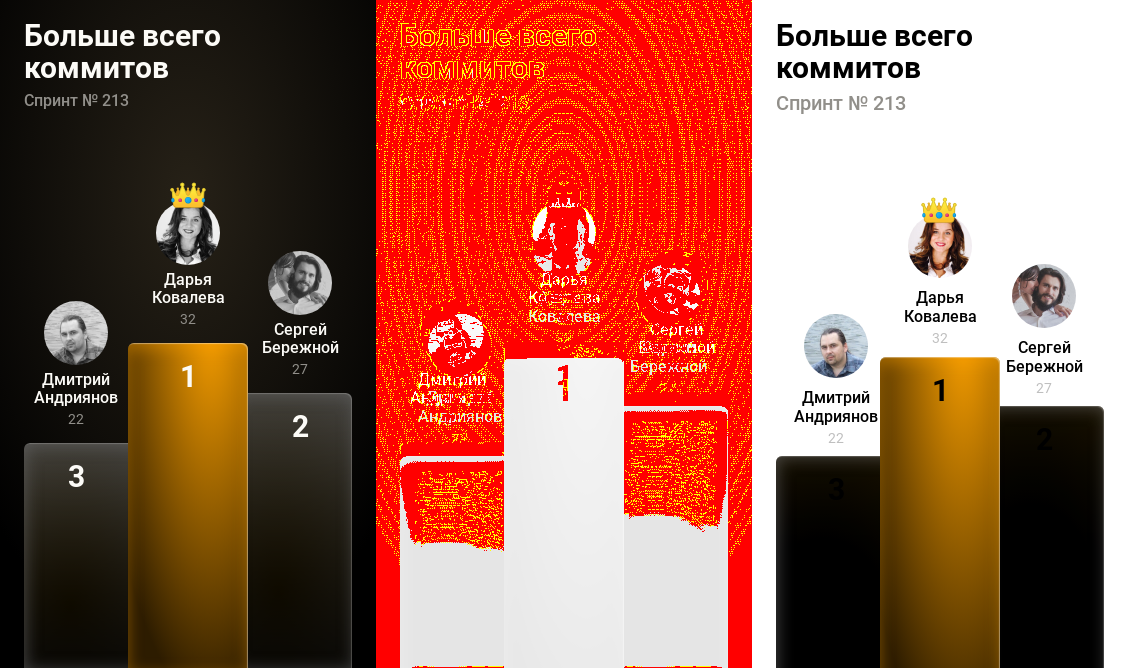 Больше всего
коммитов
Спринт № 213
Дарья
Ковалева
32
Сергей
Бережной
27
Дмитрий
Андриянов
22
1
2
3
Больше всего
коммитов
213
Дарья
Ковалева
Сергей
Бережной
Дмитрий
Андриянов
1
Больше всего
коммитов
Спринт № 213
Дарья
Ковалева
32
Сергей
Бережной
27
Дмитрий
Андриянов
22
1
2
3